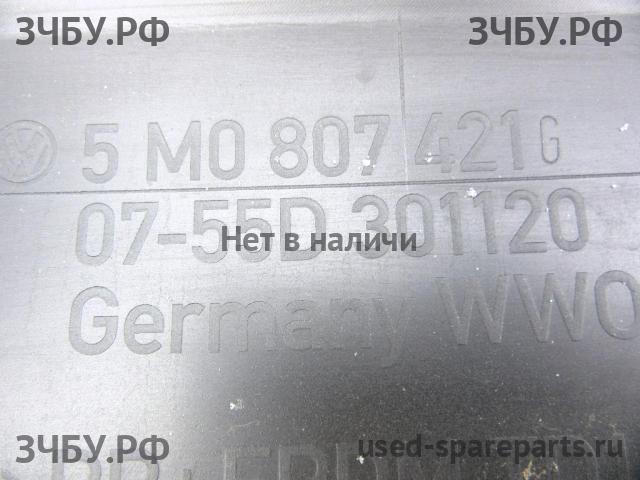 ЗЧБУ.РФ ЗЧБУ.РФ
5 M0 807 421 G
07-55D 301120
Нет в наличи
Germany WWO
ЗЧБУ.РФ used-spareparts.ru